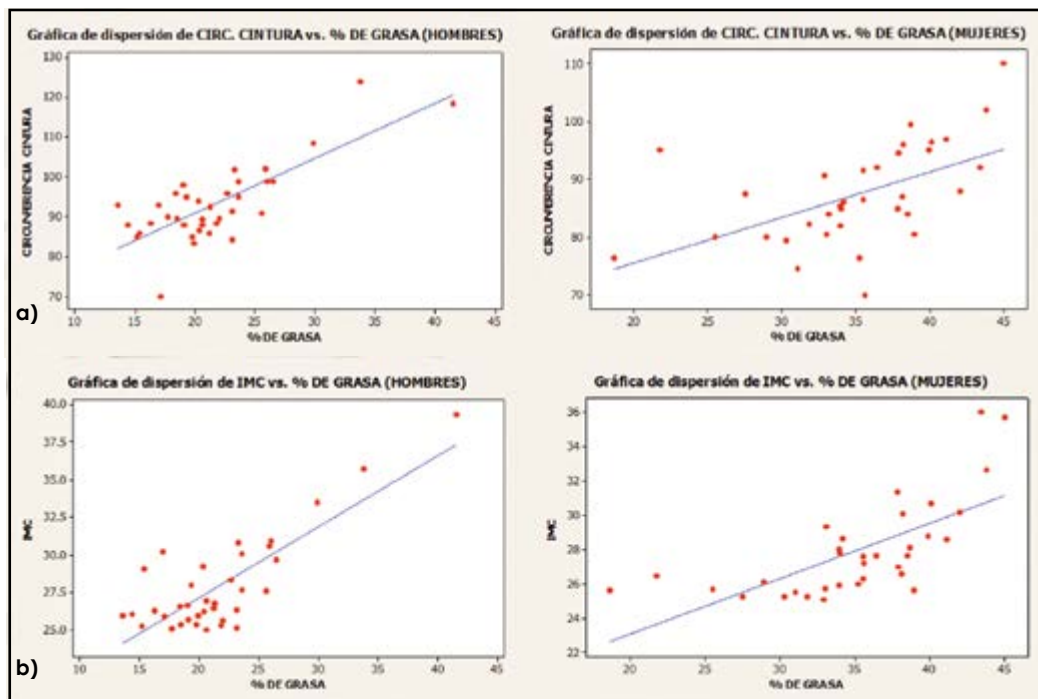 Gráfica de dispersión de CIRC. CINTURA vs. % DE GRASA (HOMBRES)
130
120
110
100
90
80
70
CIRCUNFERENCIA CINTURA
10 15 20 25 30 35 40 45
% DE GRASA
Gráfica de dispersión de CIRC. CINTURA vs. % DE GRASA (MUJERES)
110
100
90
80
70
CIRCUNFERENCIA CINTURA
20 25 30 35 40 45
% DE GRASA
a)
Gráfica de dispersión de IMC vs. % DE GRASA (HOMBRES)
40.0
37.5
35.0
32.5
30.0
27.5
25.0
IMC
10 15 20 25 30 35 40 45
% DE GRASA
Gráfica de dispersión de IMC vs. % DE GRASA (MUJERES)
36
34
32
30
28
26
24
22
IMC
20 25 30 35 40 45
% DE GRASA
b)